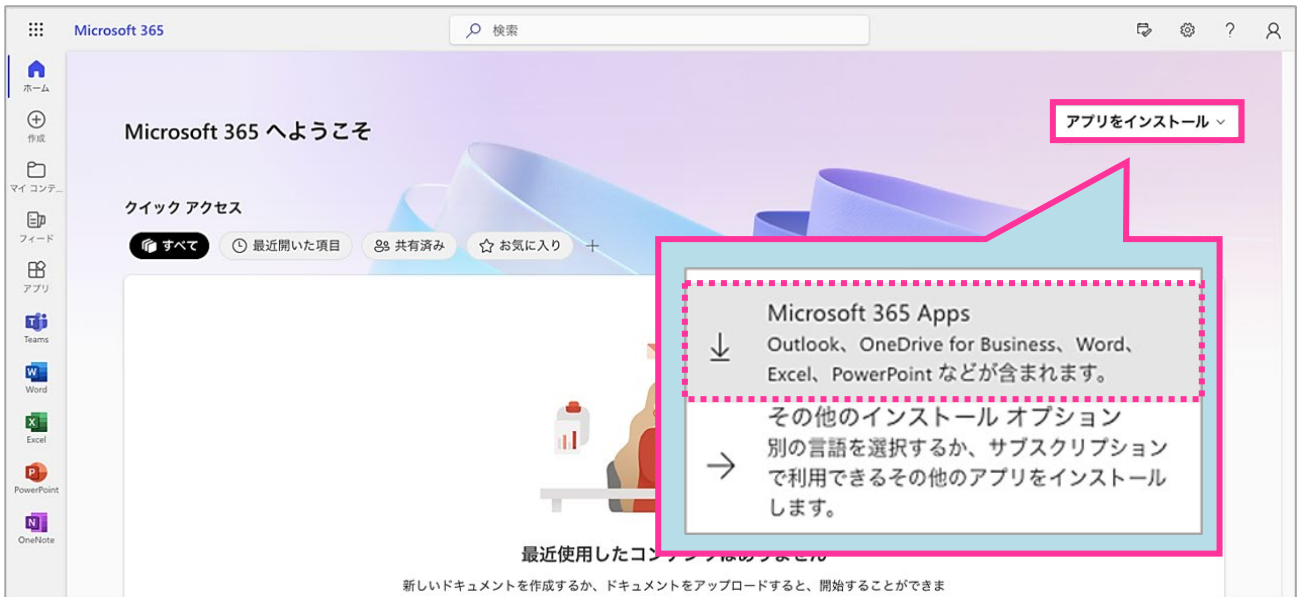 Microsoft 365
検索
ホーム
作成
マイ コンテ...
フィード
アプリ
Teams
Word
Excel
PowerPoint
OneNote
Microsoft 365 へようこそ
アプリをインストール
クイック アクセス
すべて
最近開いた項目
共有済み
お気に入り
Microsoft 365 Apps
Outlook、OneDrive for Business、Word、
Excel、PowerPoint などが含まれます。
その他のインストール オプション
別の言語を選択するか、サブスクリプション
で利用できるその他のアプリをインストール
します。
最近使用したコンテンツはありません
新しいドキュメントを作成するか、ドキュメントをアップロードすると、開始することができま